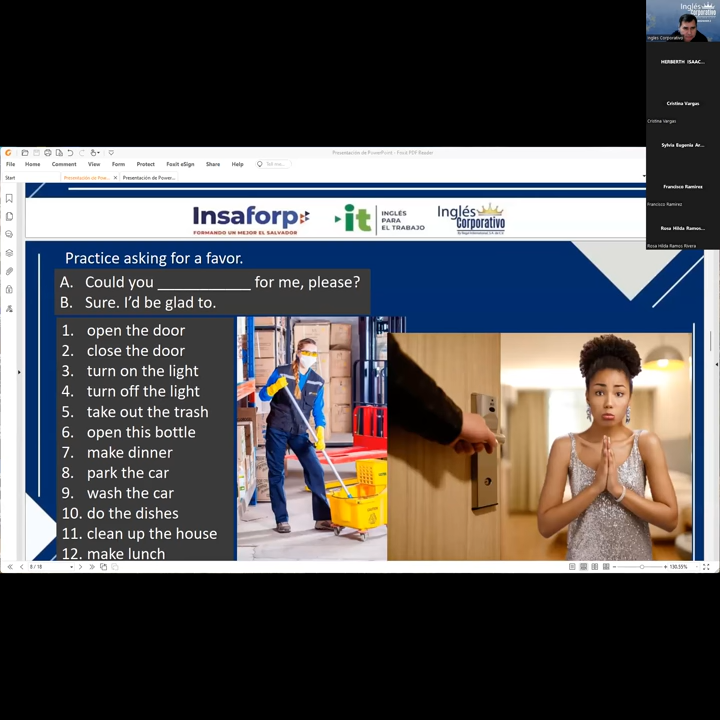 Inglés
Corporativo
Ingles Corporativo
HERBERTH ISAAC...
Cristina Vargas
Cristina Vargas
Sylvia Eugenia Ar...
Francisco Ramirez
Francisco Ramirez
Rosa Hilda Ramos...
Rosa Hilda Ramos Rivera
Presentación de PowerPoint - Foxit PDF Reader
File Home Comment View Form Protect Foxit eSign Share Help Tell me...
Start Presentación de Pow... Presentación de Power...
Insaforp
FORMANDO UN MEJOR EL SALVADOR
it
INGLÉS
PARA
EL TRABAJO
Inglés
Corporativo
Practice asking for a favor.
A. Could you ___________ for me, please?
B. Sure. I'd be glad to.
1. open the door
2. close the door
3. turn on the light
4. turn off the light
5. take out the trash
6. open this bottle
7. make dinner
8. park the car
9. wash the car
10. do the dishes
11. clean up the house
12. make lunch
8 / 18
130.55%